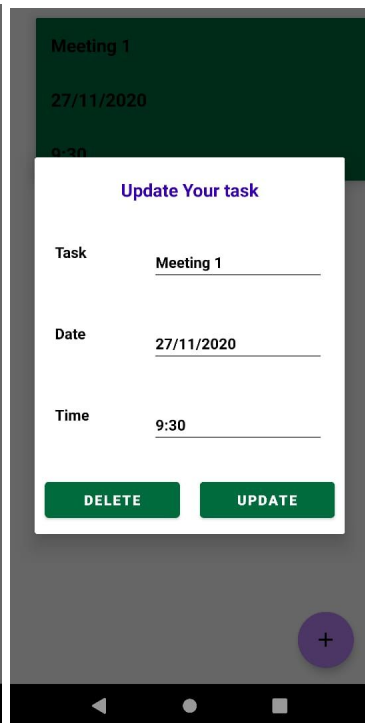 Meeting 1
27/11/2020
9:30
Update Your task
Task
Meeting 1
Date
27/11/2020
Time
9:30
DELETE UPDATE
+